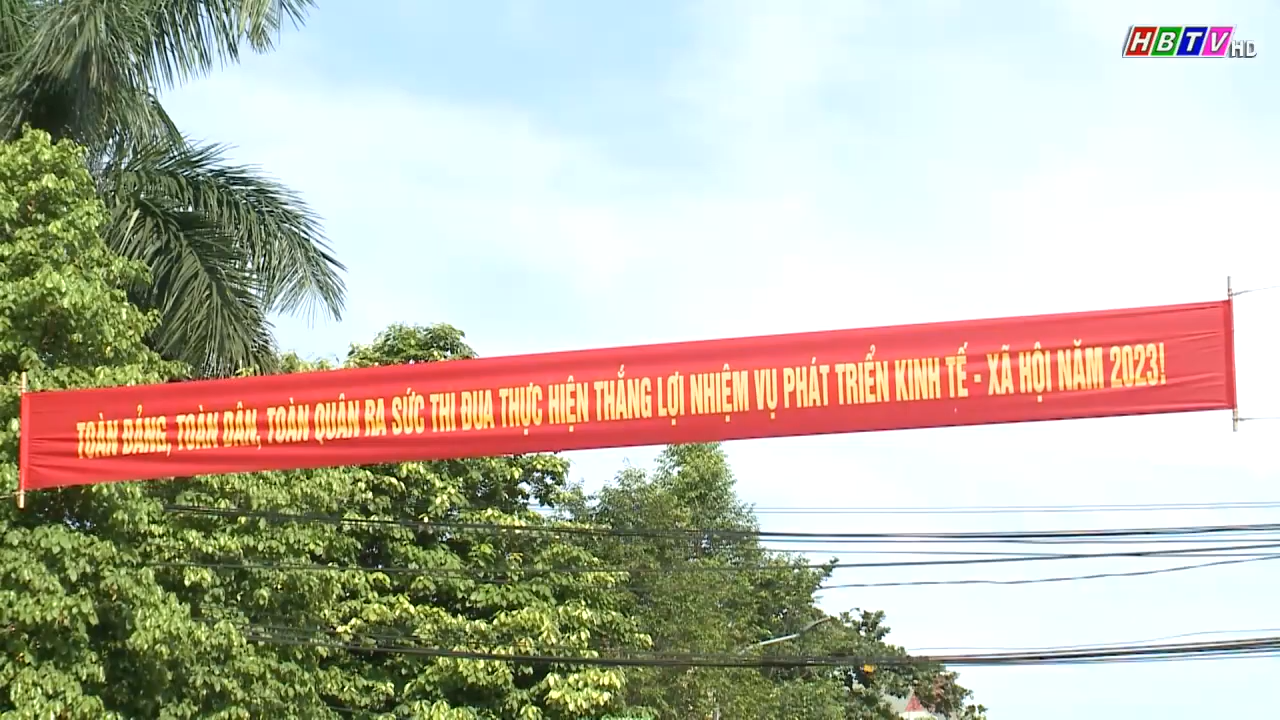 HBTV HD
TOÀN ĐẢNG, TOÀN DÂN, TOÀN QUÂN RA SỨC THI ĐUA THỰC HIỆN THẮNG LỢI NHIỆM VỤ PHÁT TRIỂN KINH TẾ - XÃ HỘI NĂM 2023!